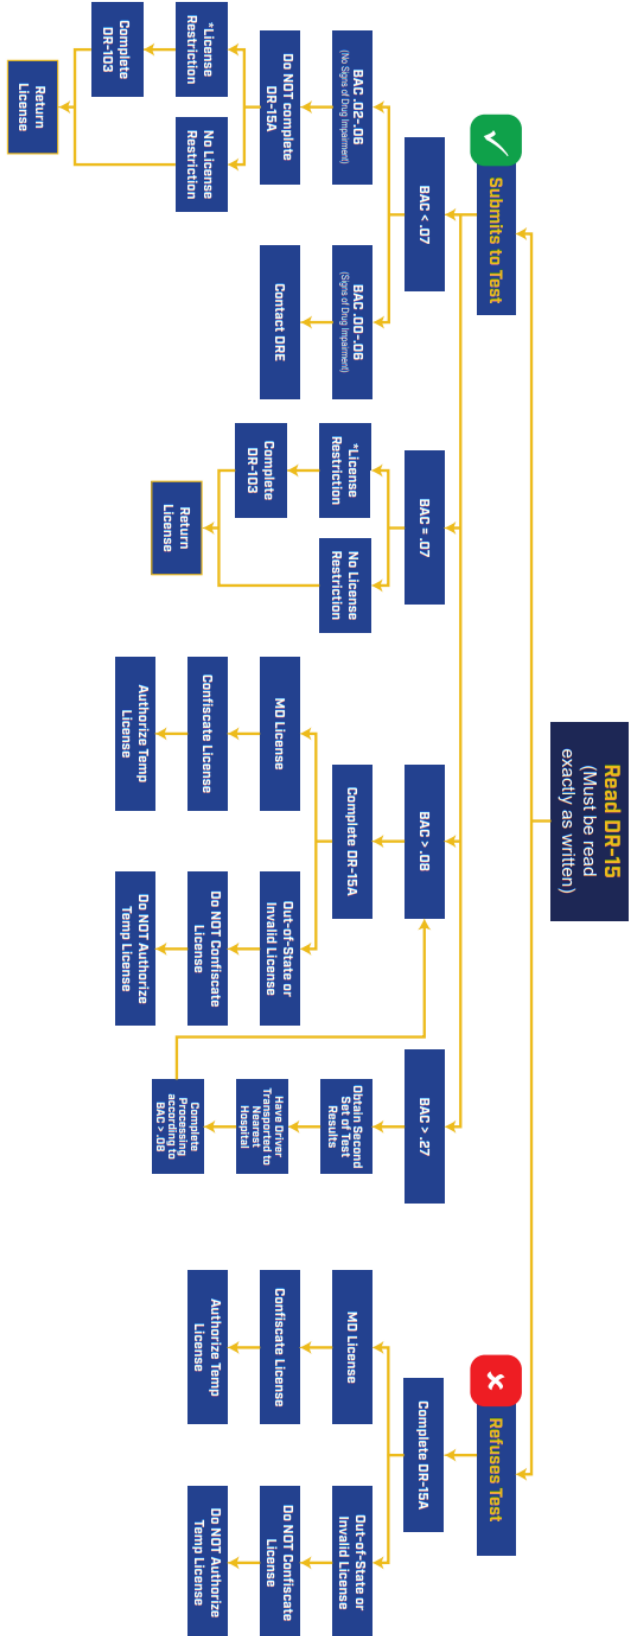 Read DR-15
(Must be read
exactly as written)
Submits to Test
Refuses Test
BAC < .07
BAC = .07
BAC > .08
BAC > .27
Complete DR-15A
BAC .02-.06
(No Signs of Drug Impairment)
BAC .00-.06
(Signs of Drug Impairment)
Do NOT complete
DR-15A
Contact DRE
*License
Restriction
No License
Restriction
Complete
DR-103
Return
License
*License
Restriction
No License
Restriction
Complete
DR-103
Return
License
Complete DR-15A
MD License
Out-of-State or
Invalid License
Confiscate License
Do NOT Confiscate
License
Authorize Temp
License
Do NOT Authorize
Temp License
Obtain Second
Set of Test
Results
Have Driver
Transported to
Nearest
Hospital
Complete
Processing
according to
BAC > .08
MD License
Out-of-State or
Invalid License
Confiscate License
Do NOT Confiscate
License
Authorize Temp
License
Do NOT Authorize
Temp License